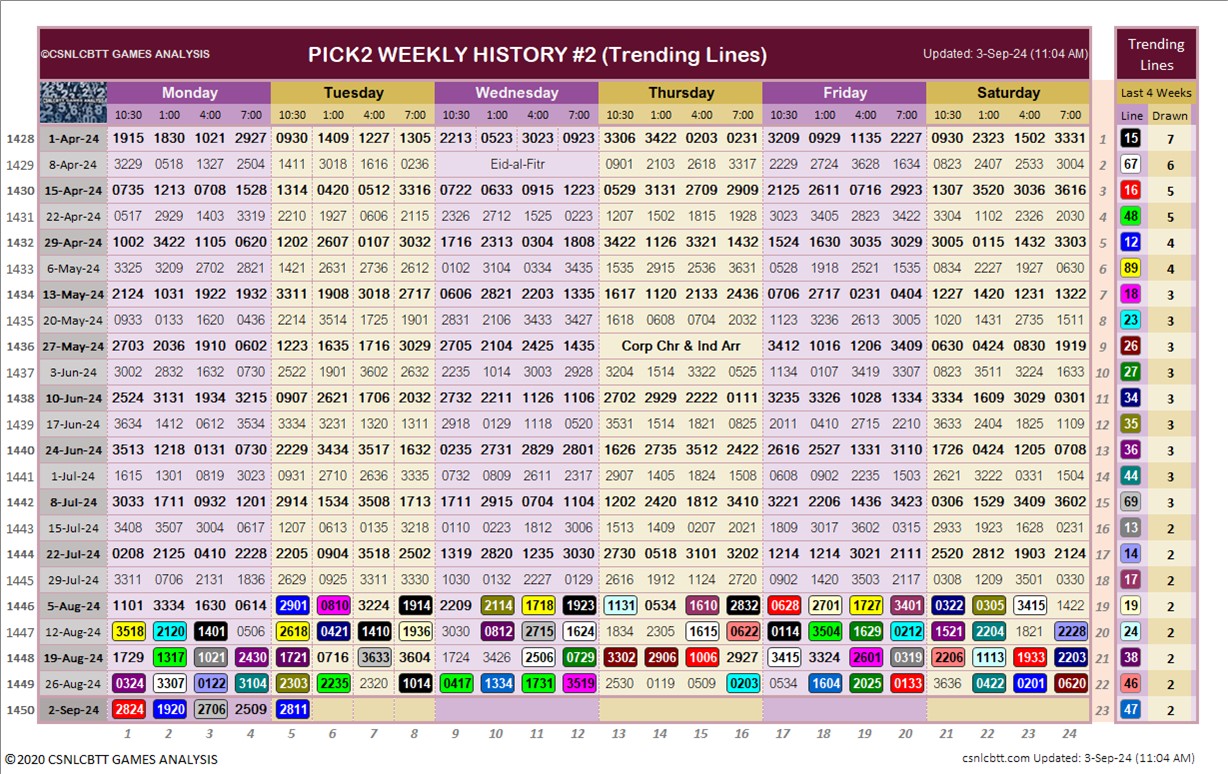 ©CSNLCBTT GAMES ANALYSIS PICK2 WEEKLY HISTORY #2 (Trending Lines) Updated: 3-Sep-24 (11:04 AM) Trending Lines
Monday Tuesday Wednesday Thursday Friday Saturday Last 4 Weeks
10:30 1:00 4:00 7:00 10:30 1:00 4:00 7:00 10:30 1:00 4:00 7:00 10:30 1:00 4:00 7:00 10:30 1:00 4:00 7:00 10:30 1:00 4:00 7:00 Line Drawn
1428 1-Apr-24 1915 1830 1021 2927 0930 1409 1227 1305 2213 0523 3023 0923 3306 3422 0203 0231 3209 0929 1135 2227 0930 2323 1502 3331 1 15 7
1429 8-Apr-24 3229 0518 1327 2504 1411 3018 1616 0236 Eid-al-Fitr 0901 2103 2618 3317 2229 2724 3628 1634 0823 2407 2533 3004 2 67 6
1430 15-Apr-24 0735 1213 0708 1528 1314 0420 0512 3316 0722 0633 0915 1223 0529 3131 2709 2909 2125 2611 0716 2923 1307 3520 3036 3616 3 16 5
1431 22-Apr-24 0517 2929 1403 3319 2210 1927 0606 2115 2326 2712 1525 0223 1207 1502 1815 1928 3023 3405 2823 3422 3304 1102 2326 2030 4 48 5
1432 29-Apr-24 1002 3422 1105 0620 1202 2607 0107 3032 1716 2313 0304 1808 3422 1126 3321 1432 1524 1630 3035 3029 3005 0115 1432 3303 5 12 4
1433 6-May-24 3325 3209 2702 2821 1421 2631 2736 2612 0102 3104 0334 3435 1535 2915 2536 3631 0528 1918 2521 1535 0834 2227 1927 0630 6 89 4
1434 13-May-24 2124 1031 1922 1932 3311 1908 3018 2717 0606 2821 2203 1335 1617 1120 2133 2436 0706 2717 0231 0404 1227 1420 1231 1322 7 18 3
1435 20-May-24 0933 0133 1620 0436 2214 3514 1725 1901 2831 2106 3433 3427 1618 0608 0704 2032 1123 3236 2613 3005 1020 1431 2735 1511 8 23 3
1436 27-May-24 2703 2036 1910 0602 1223 1635 1716 3023 2705 2104 2425 1435 Corp Chr & Ind Arr 3412 1016 1206 3409 0630 0424 0830 1919 9 26 3
1437 3-Jun-24 3002 2832 1632 0730 2522 1901 3602 2632 2235 1014 3003 2928 3204 1514 3322 0525 1134 0107 3419 3307 0823 3511 3224 1633 10 27 3
1438 10-Jun-24 2524 3131 1934 3215 0907 2621 1706 2032 2732 2211 1126 1106 2702 2929 2222 0111 3235 3326 1028 1334 3334 1609 3029 0301 11 34 3
1439 17-Jun-24 3634 1412 0612 3534 3334 3231 1320 1311 2918 0129 1118 0520 3531 1514 1821 0825 2011 0410 2715 2210 3633 2404 1825 1109 12 35 3
1440 24-Jun-24 3513 1218 0131 0730 2229 3434 3517 1632 0235 2731 2829 2801 1626 2735 3512 2422 2616 2527 1331 3110 1726 0424 1205 0708 13 36 3
1441 1-Jul-24 1615 1301 0819 3023 0931 2710 2636 3333 0732 0809 2611 2317 2907 1405 1824 1508 0608 0902 2235 1503 2621 3222 0331 1504 14 44 3
1442 8-Jul-24 3033 1711 0932 1201 2914 1534 3508 1713 1711 2915 0704 1104 1202 2420 1812 3410 3221 2206 1436 3423 0306 1529 3409 3602 15 69 3
1443 15-Jul-24 3408 3507 3004 0617 1207 0613 0135 3218 0110 0223 1812 3006 1513 1409 0207 2021 1809 3017 3602 0315 2933 1923 1628 0231 16 13 2
1444 22-Jul-24 0208 2125 0410 2228 2205 0904 3518 2502 1319 2820 1235 3030 2730 0518 3101 3202 1214 1214 3021 2111 2520 2812 1903 2124 17 14 2
1445 29-Jul-24 3311 0706 2131 1836 2629 0925 3311 3330 1030 0132 2227 0129 2616 1912 1124 2720 0902 1420 3503 2117 0308 1209 3501 0330 18 17 2
1446 5-Aug-24 1101 3334 1630 0614 2901 0810 3224 1914 2209 2114 1718 1923 1131 0534 1610 2832 0628 2701 1727 3401 0322 0305 3415 1422 19 19 2
1447 12-Aug-24 3518 2120 1401 0506 2618 0421 1410 1936 3030 0812 2715 1624 1834 2305 1615 0622 0114 3504 1629 0212 1521 2204 1821 2228 20 24 2
1448 19-Aug-24 1729 1317 1021 2430 1721 0716 3633 3604 1724 3426 2506 0729 3302 2906 1006 2927 3415 3324 2601 0319 2206 1113 1933 2203 21 38 2
1449 26-Aug-24 0324 3307 0122 3104 2303 2235 2320 1014 0417 1334 1731 3519 2530 0119 0509 0203 0534 1604 2025 0133 3636 0422 0201 0620 22 46 2
1450 2-Sep-24 2824 1920 2706 2509 2811 23 47 2
1 2 3 4 5 6 7 8 9 10 11 12 13 14 15 16 17 18 19 20 21 22 23 24
©2020 CSNLCBTT GAMES ANALYSIS csnlcbtt.com Updated: 3-Sep-24 (11:04 AM)